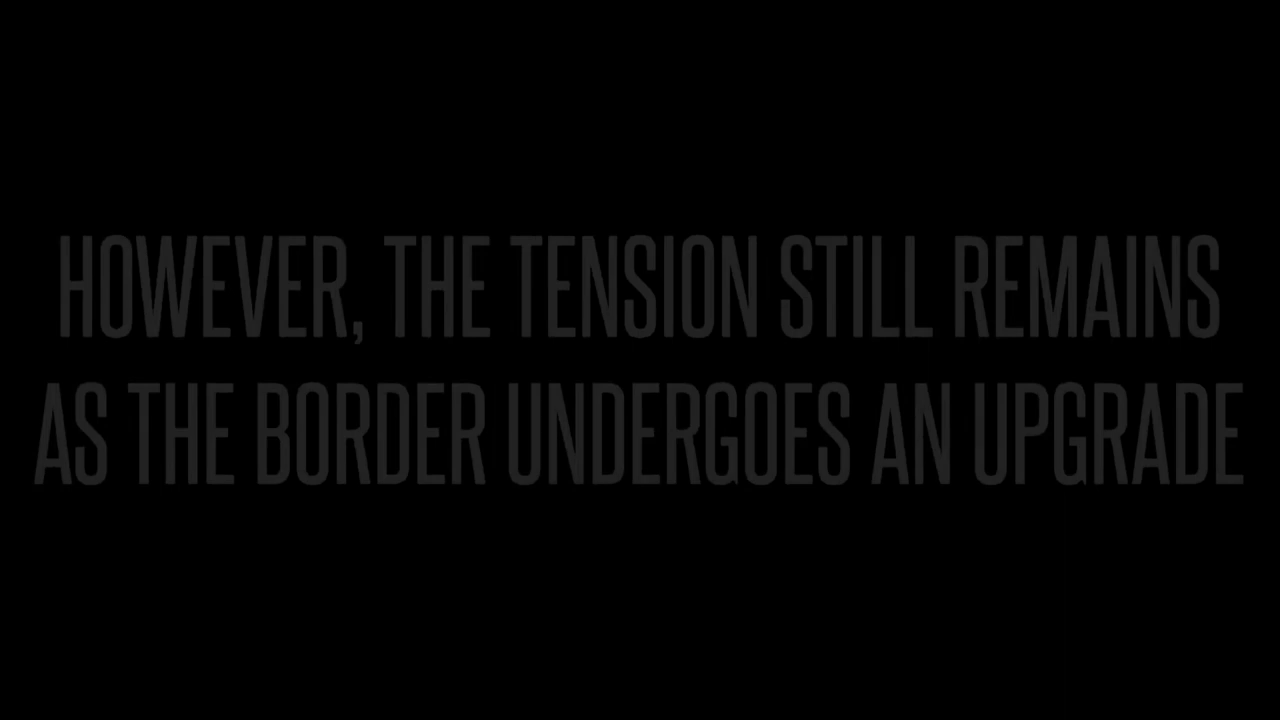 HOWEVER, THE TENSION STILL REMAINS
AS THE BORDER UNDERGOES AN UPGRADE